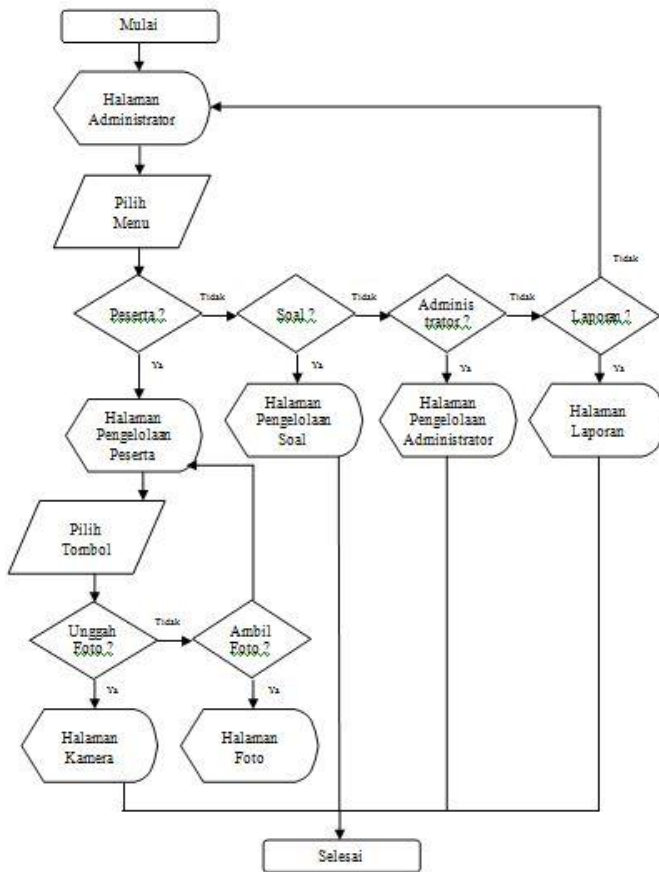 Mulai
Halaman
Administrator
Pilih
Menu
Tidak
Peserta ?
Tidak
Soal ?
Tidak
Adminis
trator ?
Tidak
Laporan ?
Ya
Ya
Ya
Ya
Halaman
Pengelolaan
Peserta
Halaman
Pengelolaan
Soal
Halaman
Pengelolaan
Administrator
Halaman
Laporan
Pilih
Tombol
Unggah
Foto ?
Tidak
Ambil
Foto ?
Ya
Ya
Halaman
Kamera
Halaman
Foto
Selesai